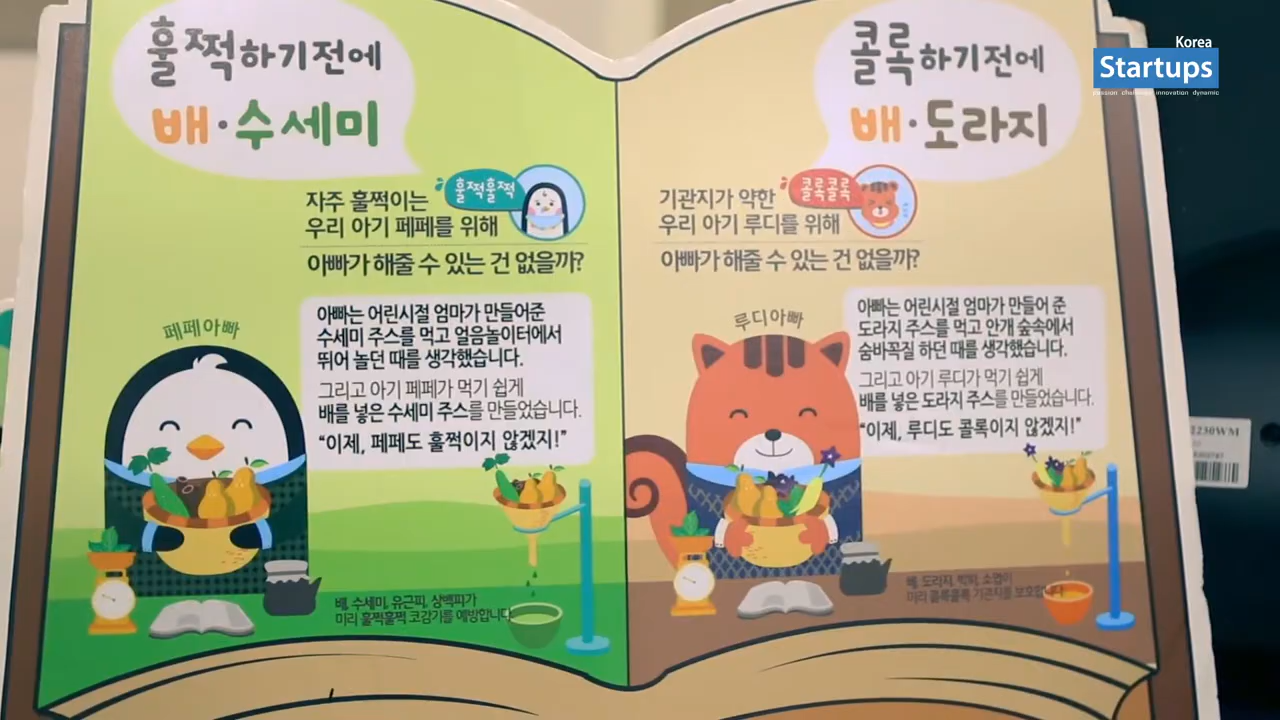 훌쩍하기전에
배·수세미
훌쩍훌쩍
자주 훌쩍이는
우리 아기 페페를 위해
아빠가 해줄 수 있는 건 없을까?
페페아빠
아빠는 어린시절 엄마가 만들어준
수세미 주스를 먹고 얼음놀이터에서
뛰어 놀던 때를 생각했습니다.
그리고 아기 페페가 먹기 쉽게
배를 넣은 수세미 주스를 만들었습니다.
“이제, 페페도 훌쩍이지 않겠지!”
배, 수세미, 유근피, 상백피가
미리 훌쩍훌쩍 코감기를 예방합니다.
콜록하기전에
배·도라지
콜록콜록
기관지가 약한
우리 아기 루디를 위해
아빠가 해줄 수 있는 건 없을까?
루디아빠
아빠는 어린시절 엄마가 만들어 준
도라지 주스를 먹고 안개 숲속에서
숨바꼭질 하던 때를 생각했습니다.
그리고 아기 루디가 먹기 쉽게
배를 넣은 도라지 주스를 만들었습니다.
“이제, 루디도 콜록이지 않겠지!”
배, 도라지,
미리 콜록콜록 기관지를 보호합니다.
Korea
Startups
passion challenge innovation dynamic
1230WM